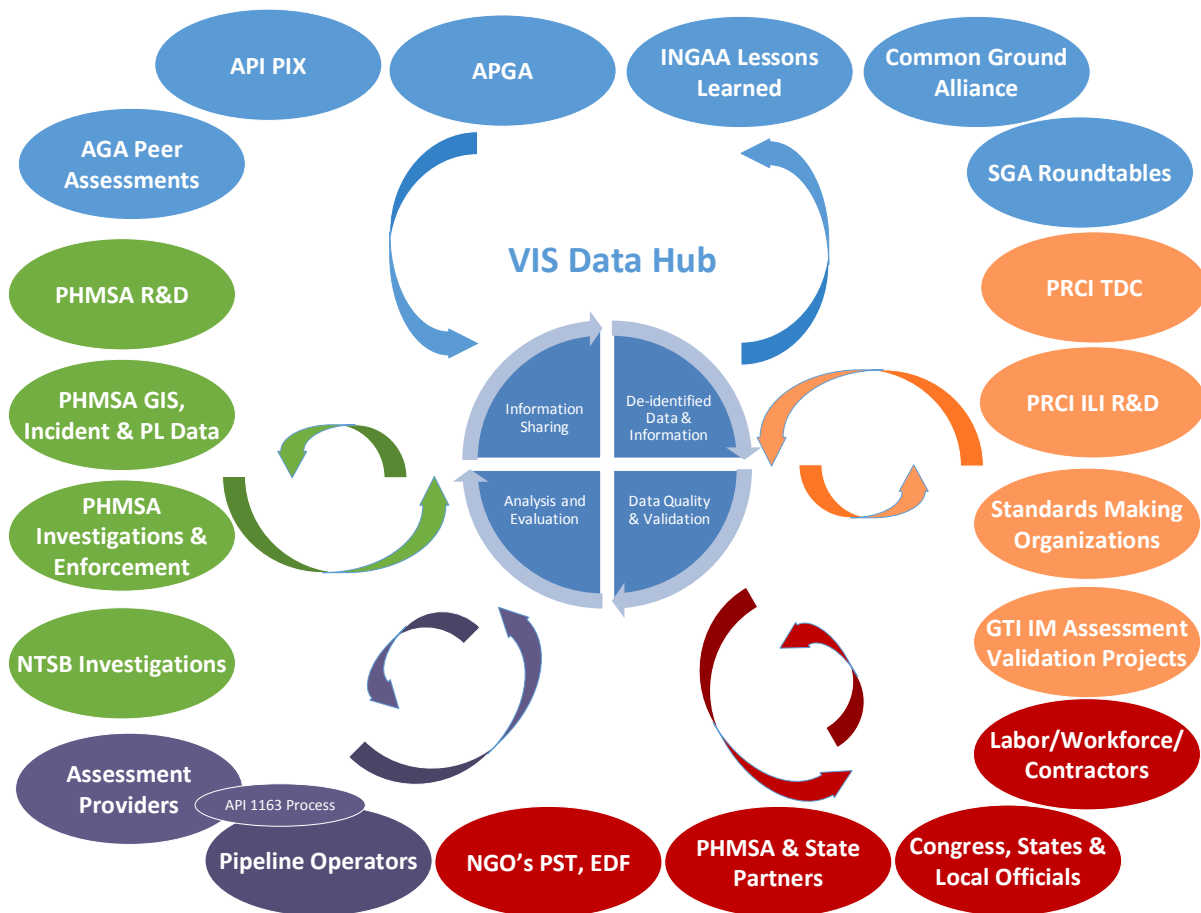 API PIX
APGA
INGAA Lessons
Learned
Common Ground
Alliance
AGA Peer
Assessments
SGA Roundtables
VIS Data Hub
PHMSA R&D
PRCI TDC
PHMSA GIS,
Incident & PL Data
PRCI ILI R&D
Information
Sharing
De-identified
Data &
Information
Analysis and
Evaluation
Data Quality
& Validation
PHMSA
Investigations &
Enforcement
Standards Making
Organizations
NTSB Investigations
GTI IM Assessment
Validation Projects
Assessment
Providers
Labor/Workforce/
Contractors
API 1163 Process
Pipeline Operators
NGO's PST, EDF
PHMSA & State
Partners
Congress, States &
Local Officials